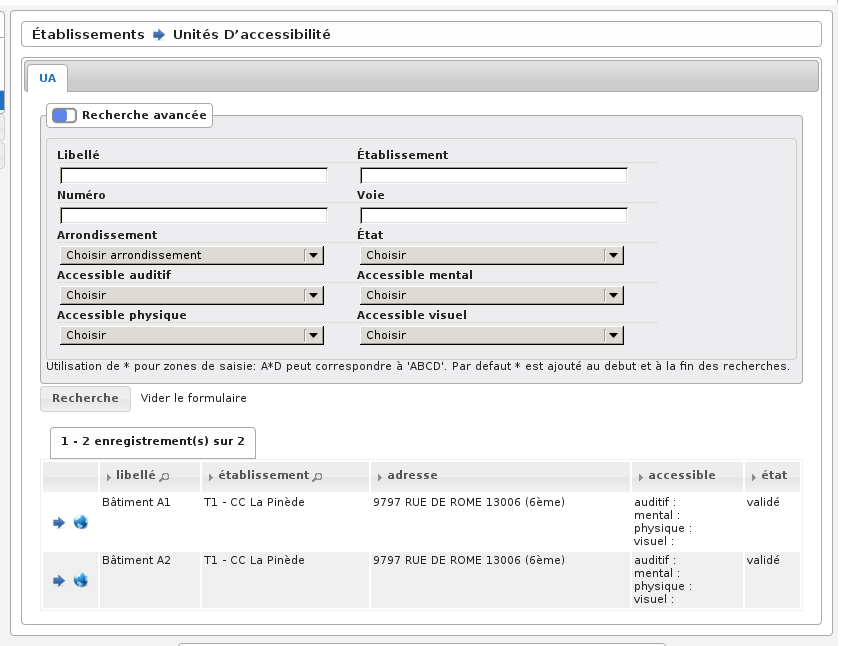 Établissements Unités D'accessibilité
UA
Recherche avancée
Libellé Établissement
Numéro Voie
Arrondissement État
Choisir arrondissement Choisir
Accessible auditif Accessible mental
Choisir Choisir
Accessible physique Accessible visuel
Choisir Choisir
Utilisation de * pour zones de saisie: A*D peut correspondre à 'ABCD'. Par defaut * est ajouté au debut et à la fin des recherches.
Recherche Vider le formulaire
1 - 2 enregistrement(s) sur 2
libellé établissement adresse accessible état
Bâtiment A1 T1 - CC La Pinède 9797 RUE DE ROME 13006 (6ème) auditif : validé
mental :
physique :
visuel :
Bâtiment A2 T1 - CC La Pinède 9797 RUE DE ROME 13006 (6ème) auditif : validé
mental :
physique :
visuel :